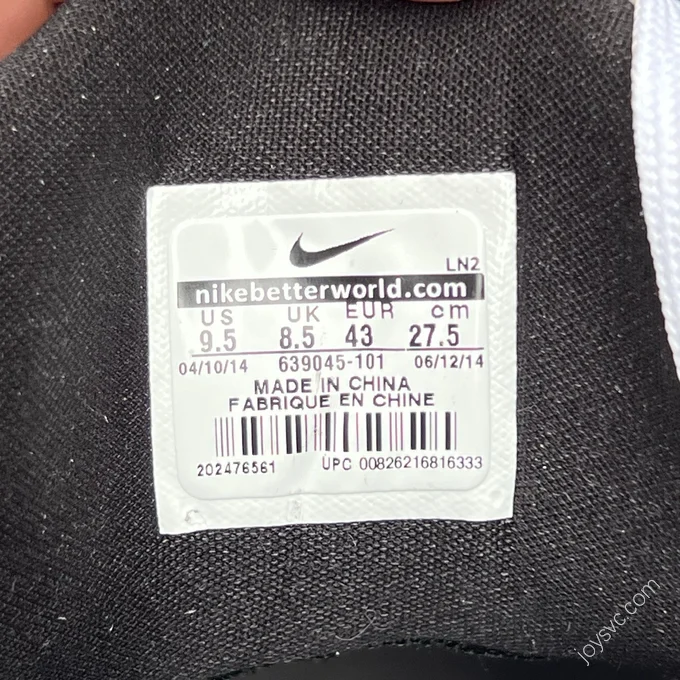 LN2
nikebetterworld.com
US UK EUR cm
9.5 8.5 43 27.5
04/10/14 639045-101 06/12/14
MADE IN CHINA
FABRIQUE EN CHINE
202476561 UPC 00826216816333
joysvc.com